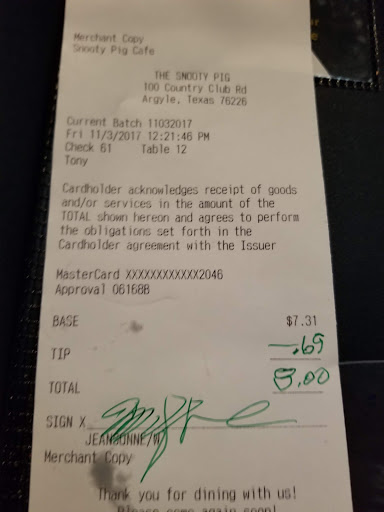 Merchant Copy
Snooty Pig Cafe
THE SNOOTY PIG
100 Country Club Rd
Argyle, Texas 76226
Current Batch 11032017
Fri 11/3/2017 12:21:46 PM
Check 61 Table 12
Tony
Cardholder acknowledges receipt of goods
and/or services in the amount of the
TOTAL shown hereon and agrees to perform
the obligations set forth in the
Cardholder agreement with the Issuer
MasterCard XXXXXXXXXXXX2046
Approval 06168B
BASE $7.31
TIP .69
TOTAL 8.00
SIGN X
Merchant Copy
Thank you for dining with us!
Please come again soon!